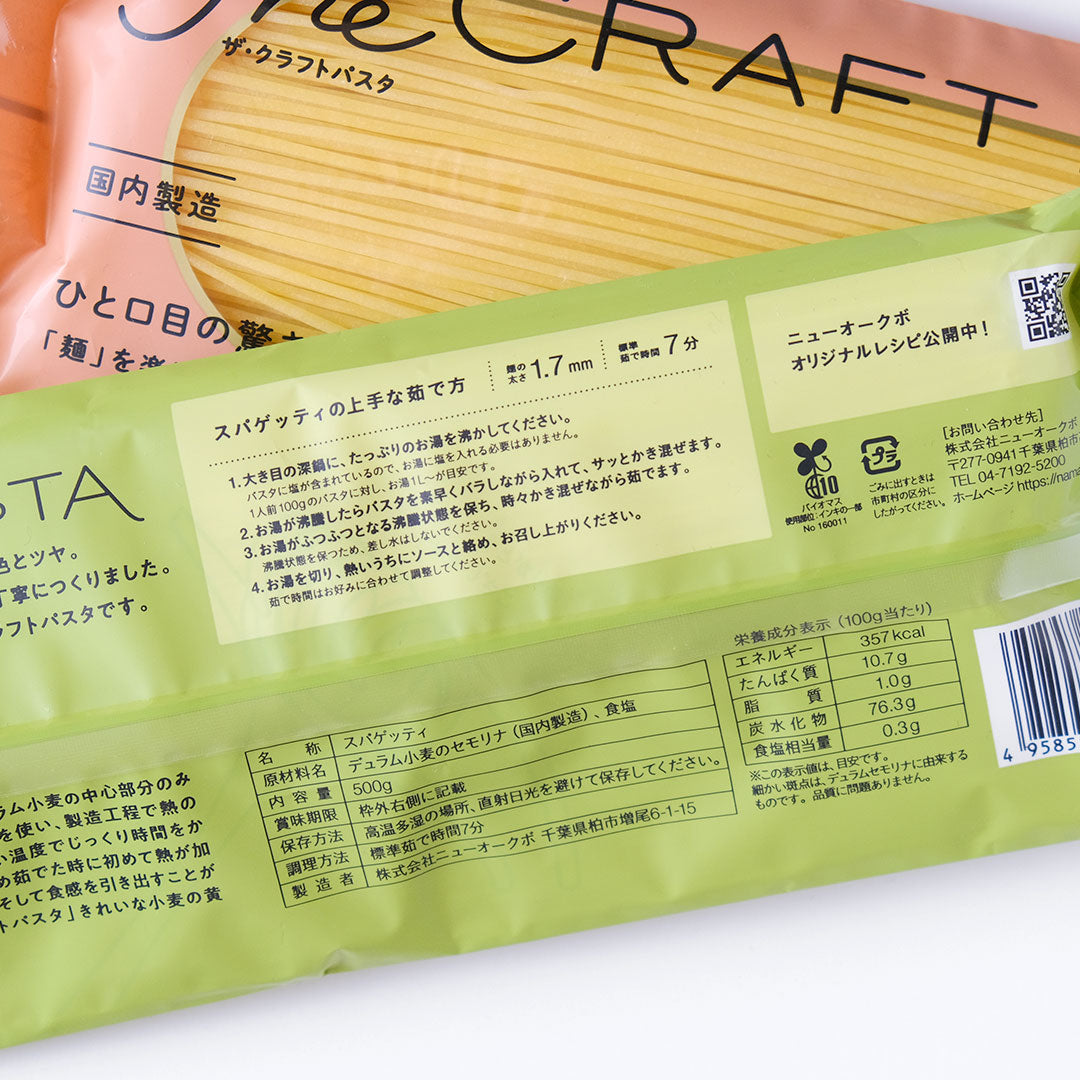 The CRAFT
ザ・クラフトパスタ
国内製造
ひと口目の驚
「麺」を楽
スパゲッティの上手な茹で方
麺の太さ 1.7mm
標準茹で時間 7分
1.大き目の深鍋に、たっぷりのお湯を沸かしてください。
パスタに塩が含まれているので、お湯に塩を入れる必要はありません。
1人前100gのパスタに対し、お湯1L〜が目安です。
2.お湯が沸騰したらパスタを素早くバラしながら入れて、サッとかき混ぜます。
3.お湯がふつふつとなる沸騰状態を保ち、時々かき混ぜながら茹でます。
沸騰状態を保つため、差し水はしないでください。
4.お湯を切り、熱いうちにソースと絡め、お召し上がりください。
茹で時間はお好みに合わせて調整してください。
ニューオークボ
オリジナルレシピ公開中!
10
バイオマス
使用部位:インキの一部
No 160011
プラ
ごみに出すときは
市町村の区分に
したがってください。
[お問い合わせ先]
株式会社ニューオークボ
〒277-0941千葉県柏市
TEL 04-7192-5200
ホームページ https://nama
STA
色とツヤ。
丁寧につくりました。
ラフトパスタです。
ラム小麦の中心部分のみ
を使い、製造工程で熱の
い温度でじっくり時間をか
め茹でた時に初めて熱が加
そして食感を引き出すことが
トパスタ」きれいな小麦の黄
名称 スパゲッティ
原材料名 デュラム小麦のセモリナ(国内製造)、食塩
内容量 500g
賞味期限 枠外右側に記載
保存方法 高温多湿の場所、直射日光を避けて保存してください。
調理方法 標準茹で時間7分
製造者 株式会社ニューオークボ 千葉県柏市増尾6-1-15
栄養成分表示(100g当たり)
エネルギー 357kcal
たんぱく質 10.7g
脂質 1.0g
炭水化物 76.3g
食塩相当量 0.3g
※この表示値は、目安です。
細かい斑点は、デュラムセモリナに由来する
ものです。品質に問題ありません。
4 9585